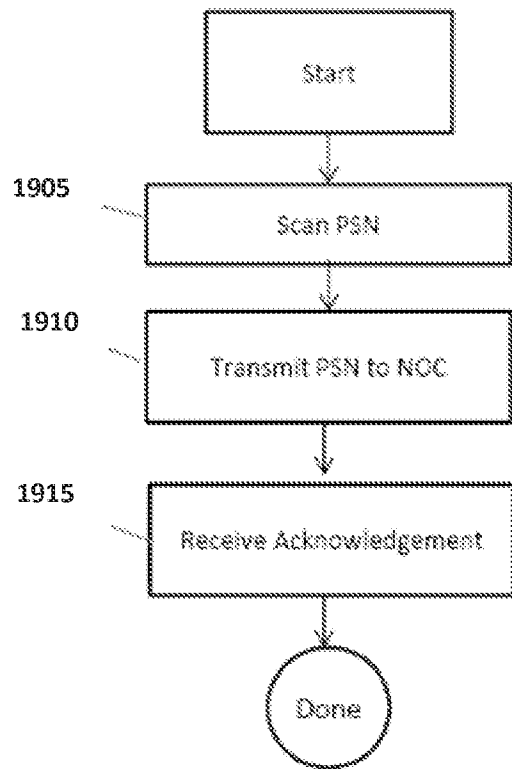 Start
1905
Scan PSN
1910
Transmit PSN to NOC
1915
Receive Acknowledgement
Done